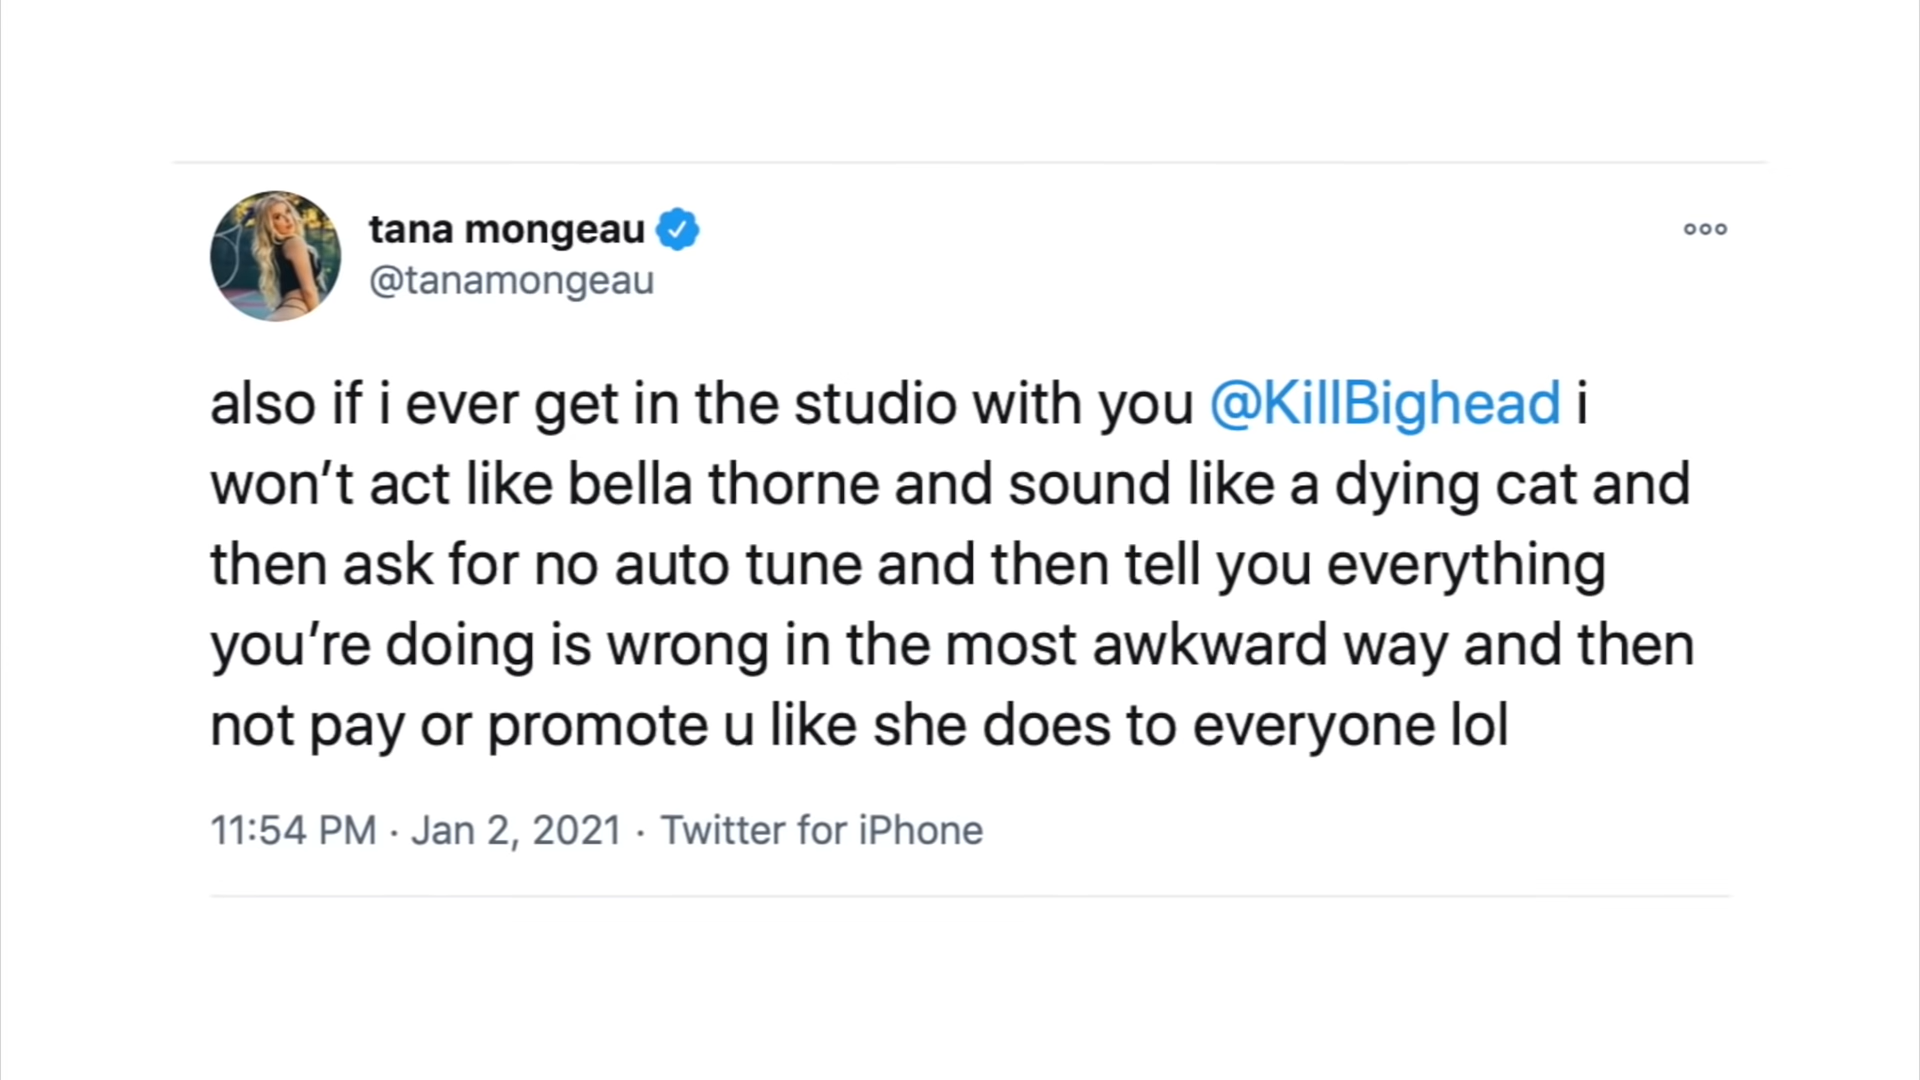 tana mongeau
@tanamongeau
also if i ever get in the studio with you @KillBighead i
won’t act like bella thorne and sound like a dying cat and
then ask for no auto tune and then tell you everything
you’re doing is wrong in the most awkward way and then
not pay or promote u like she does to everyone lol
11:54 PM · Jan 2, 2021 · Twitter for iPhone